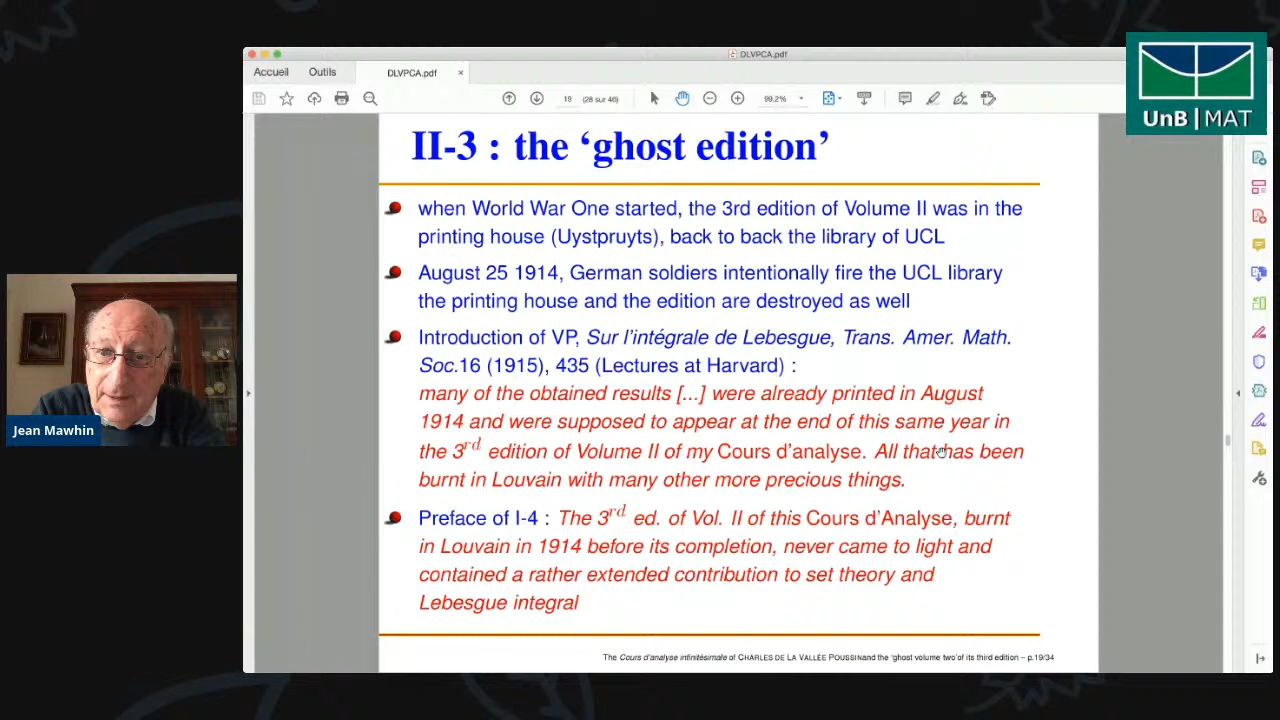 DLVPCA.pdf
Accueil Outils DLVPCA.pdf ×
19 (28 sur 46) 99,2%
UnB | MAT
II-3 : the ‘ghost edition’
when World War One started, the 3rd edition of Volume II was in the
printing house (Uystpruyts), back to back the library of UCL
August 25 1914, German soldiers intentionally fire the UCL library
the printing house and the edition are destroyed as well
Introduction of VP, Sur l’intégrale de Lebesgue, Trans. Amer. Math.
Soc.16 (1915), 435 (Lectures at Harvard) :
many of the obtained results [...] were already printed in August
1914 and were supposed to appear at the end of this same year in
the 3rd edition of Volume II of my Cours d’analyse. All that has been
burnt in Louvain with many other more precious things.
Preface of I-4 : The 3rd ed. of Vol. II of this Cours d’Analyse, burnt
in Louvain in 1914 before its completion, never came to light and
contained a rather extended contribution to set theory and
Lebesgue integral
The Cours d’analyse infinitésimale of CHARLES DE LA VALLÉE POUSSINand the ‘ghost volume two’of its third edition – p.19/34
Jean Mawhin